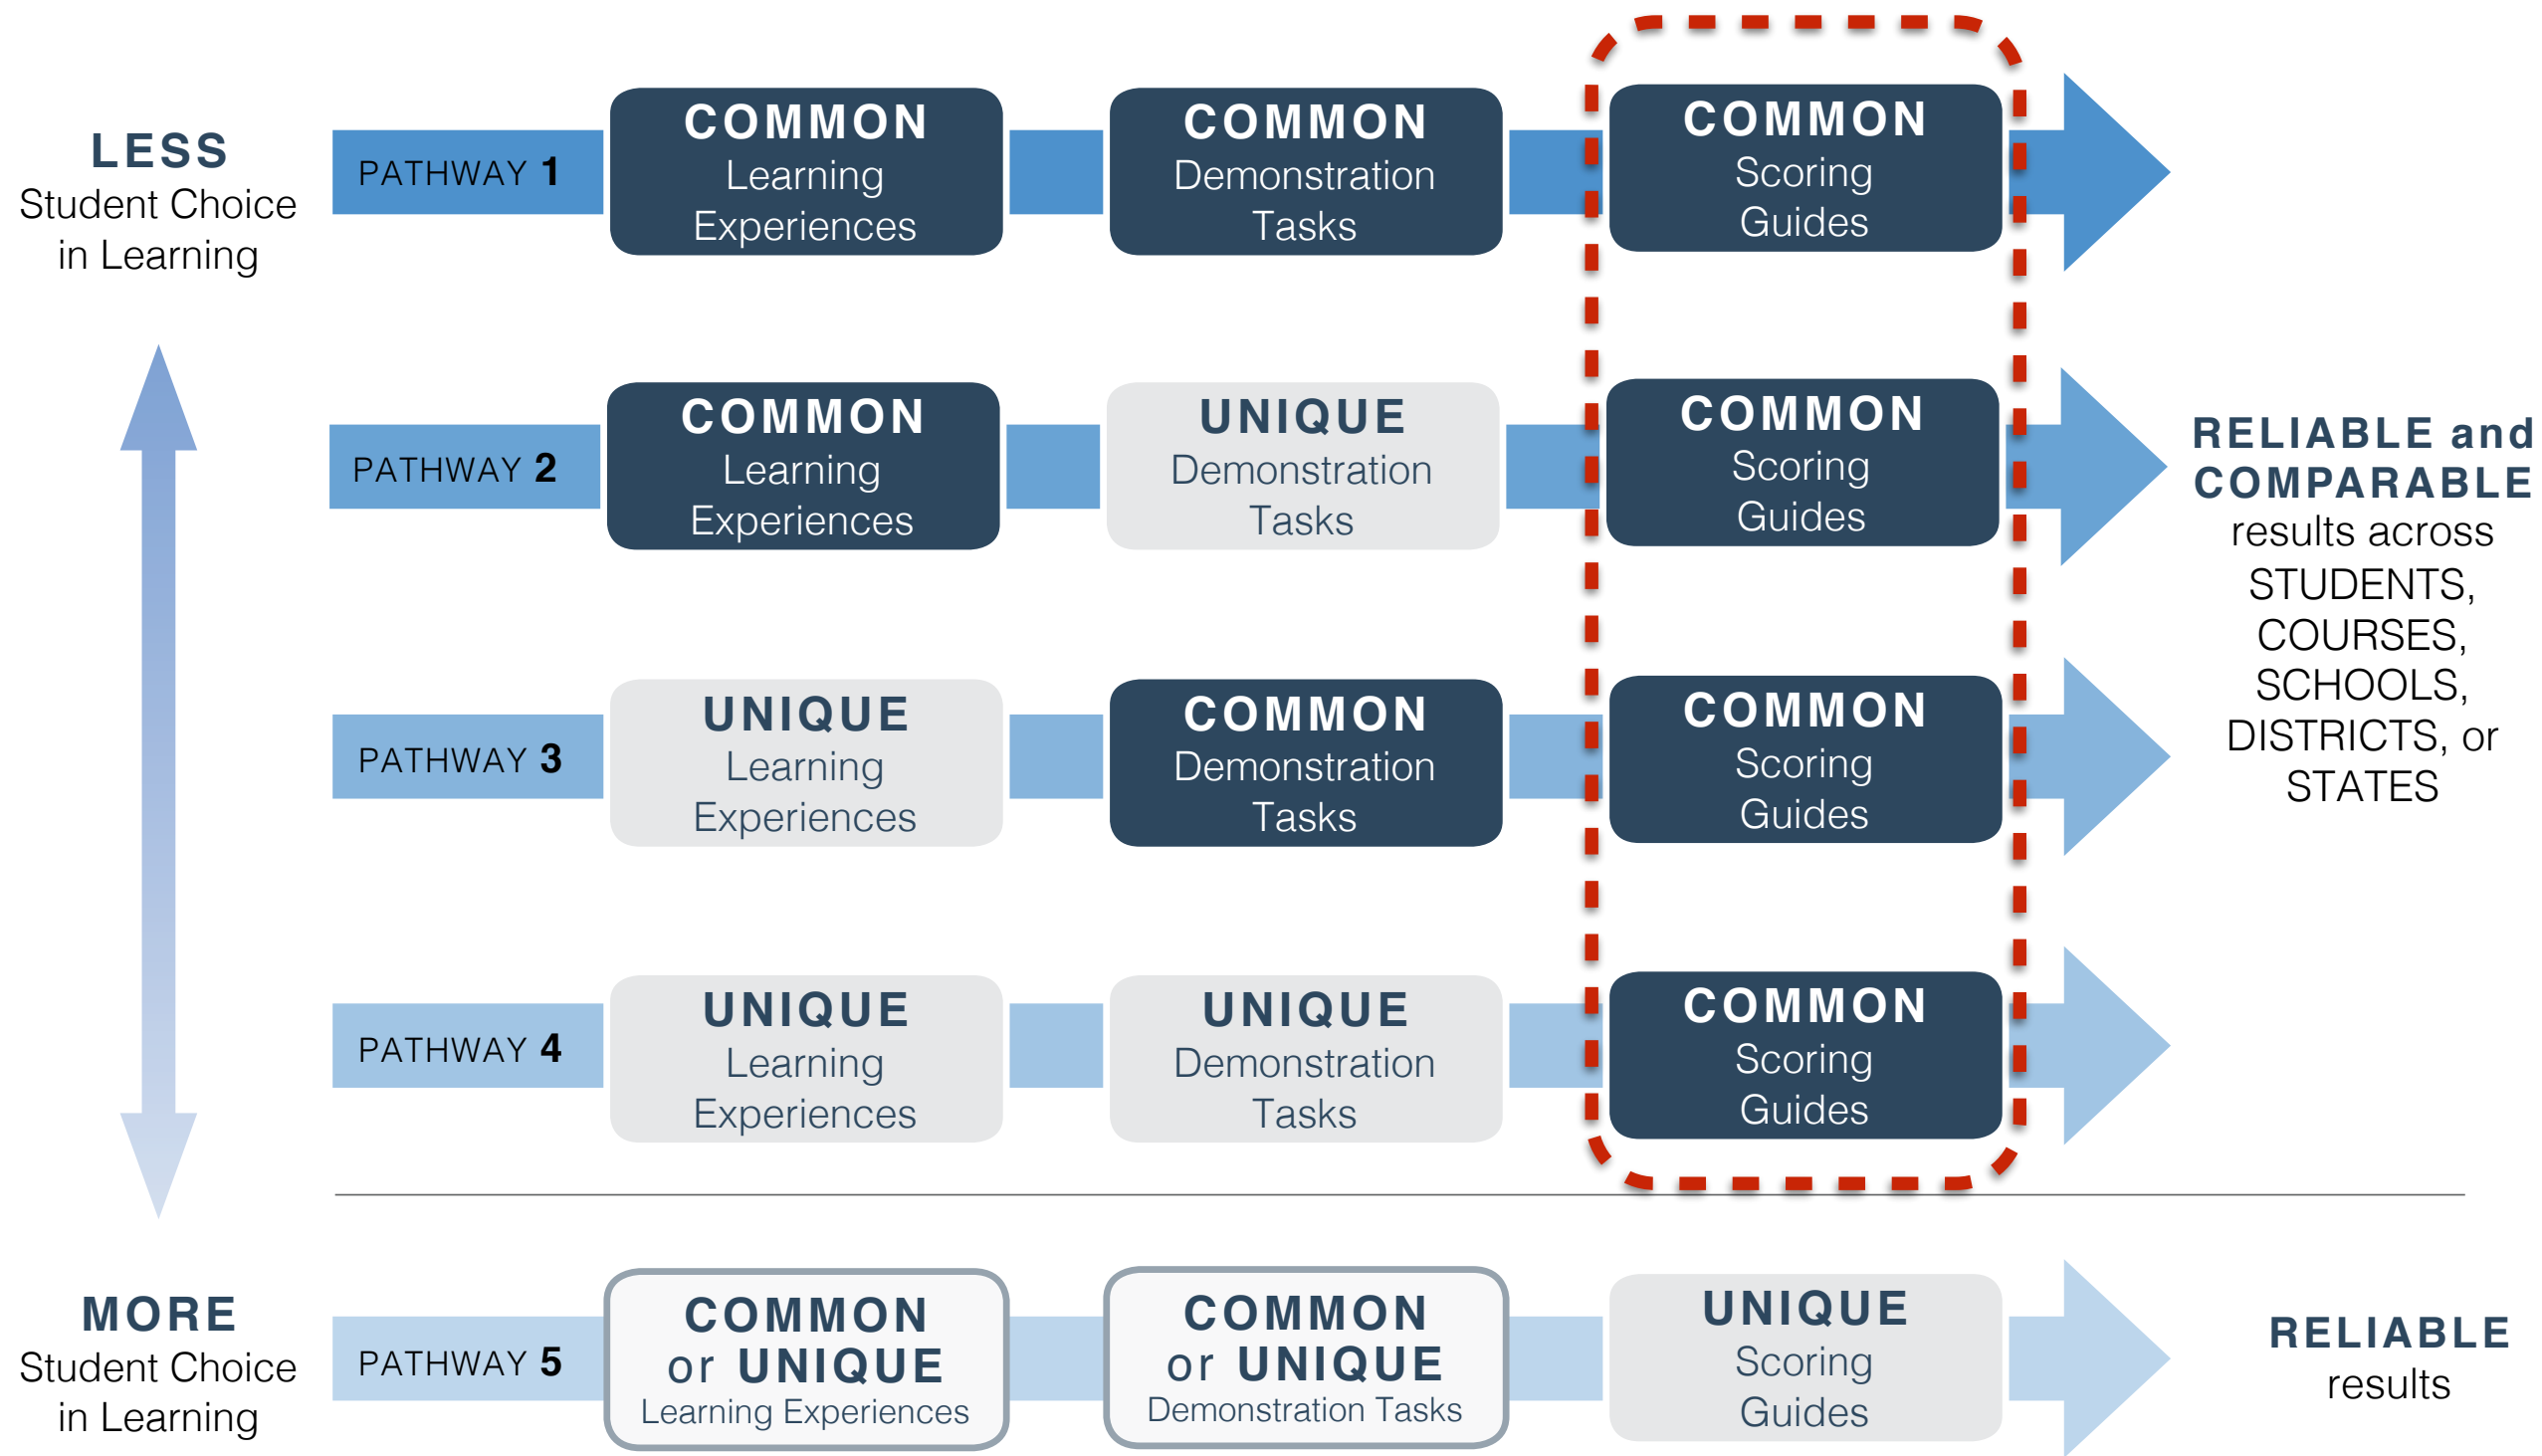 LESS
Student Choice
in Learning
PATHWAY 1
COMMON
Learning
Experiences
COMMON
Demonstration
Tasks
COMMON
Scoring
Guides
PATHWAY 2
COMMON
Learning
Experiences
UNIQUE
Demonstration
Tasks
COMMON
Scoring
Guides
PATHWAY 3
UNIQUE
Learning
Experiences
COMMON
Demonstration
Tasks
COMMON
Scoring
Guides
PATHWAY 4
UNIQUE
Learning
Experiences
UNIQUE
Demonstration
Tasks
COMMON
Scoring
Guides
RELIABLE and
COMPARABLE
results across
STUDENTS,
COURSES,
SCHOOLS,
DISTRICTS, or
STATES
MORE
Student Choice
in Learning
PATHWAY 5
COMMON
or UNIQUE
Learning Experiences
COMMON
or UNIQUE
Demonstration Tasks
UNIQUE
Scoring
Guides
RELIABLE
results